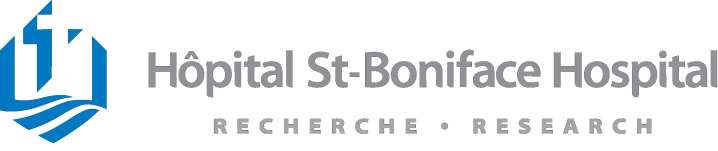 Hôpital St-Boniface Hospital
RECHERCHE • RESEARCH